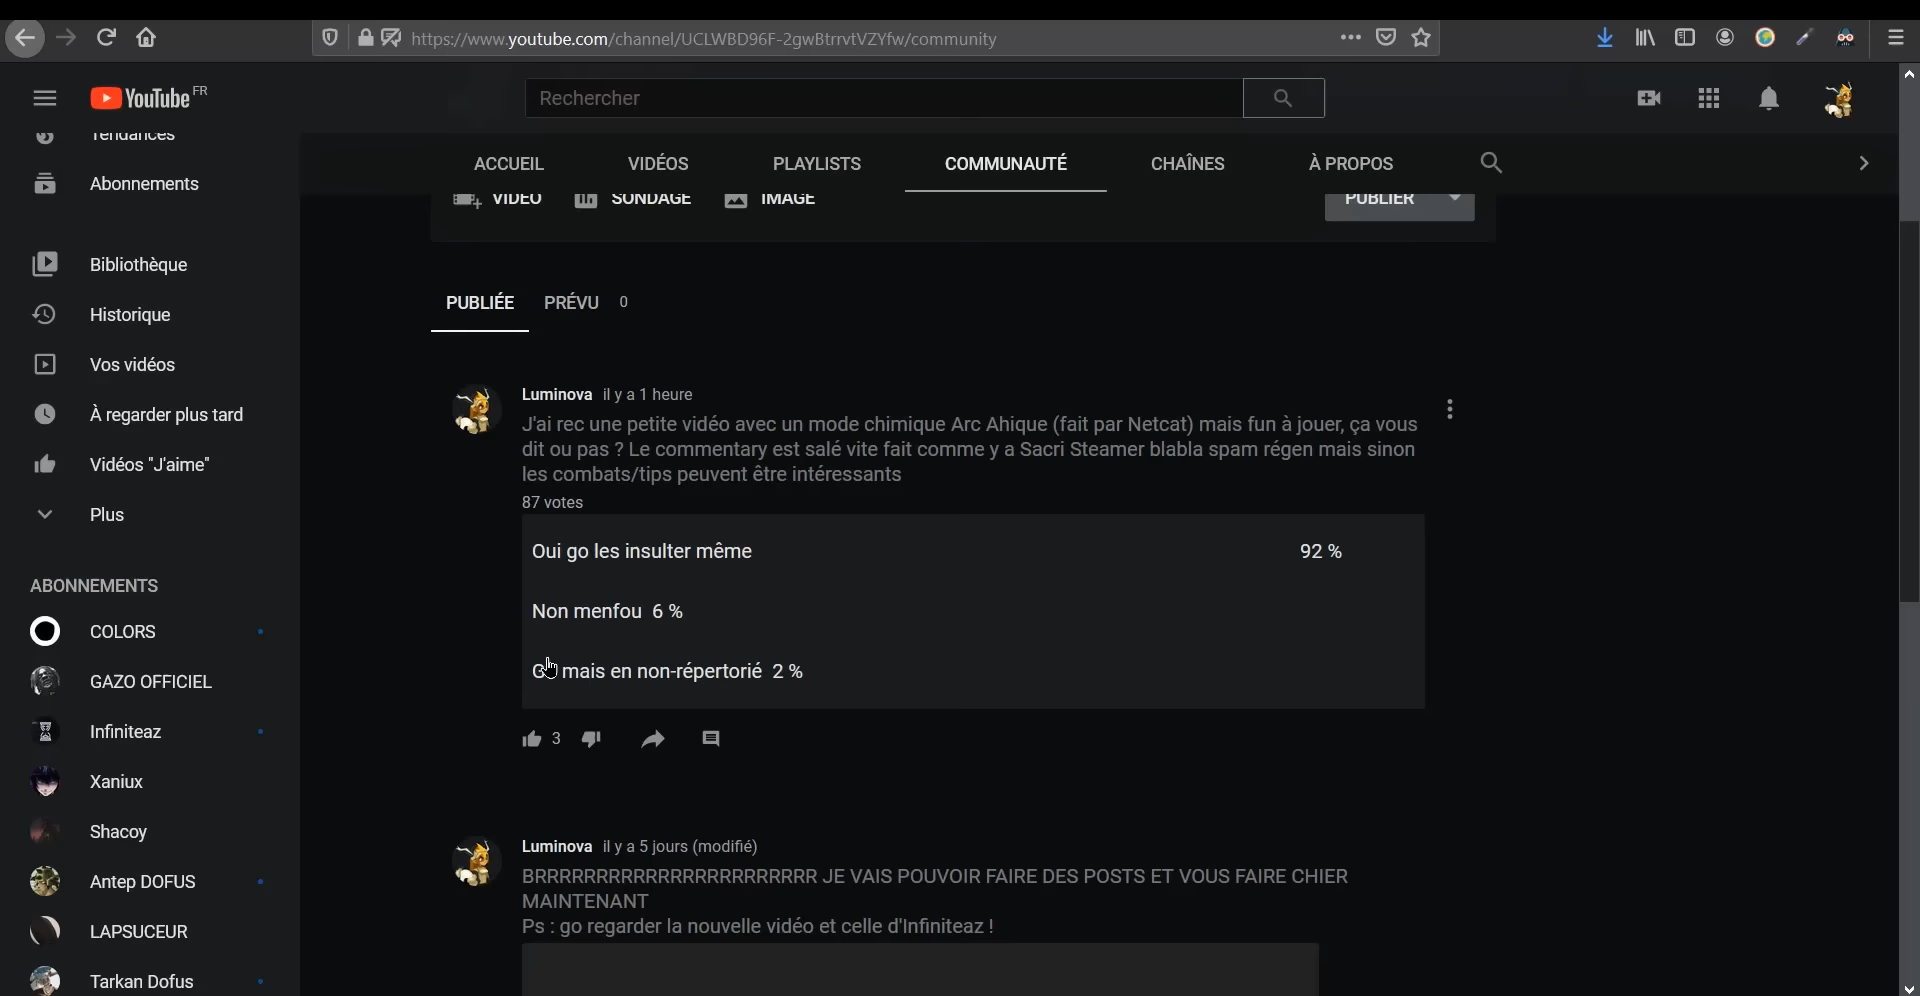 https://www.youtube.com/channel/UCLWBD96F-2gwBtrrvtVZYfw/community
YouTube FR
Rechercher
Tendances
Abonnements
Bibliothèque
Historique
Vos vidéos
À regarder plus tard
Vidéos "J'aime"
Plus
ABONNEMENTS
COLORS
GAZO OFFICIEL
Infiniteaz
Xaniux
Shacoy
Antep DOFUS
LAPSUCEUR
Tarkan Dofus
ACCUEIL VIDÉOS PLAYLISTS COMMUNAUTÉ CHAÎNES À PROPOS
VIDÉO SONDAGE IMAGE PUBLIER
PUBLIÉE PRÉVU 0
Luminova il y a 1 heure
J'ai rec une petite vidéo avec un mode chimique Arc Ahique (fait par Netcat) mais fun à jouer, ça vous
dit ou pas ? Le commentary est salé vite fait comme y a Sacri Steamer blabla spam régen mais sinon
les combats/tips peuvent être intéressants
87 votes
Oui go les insulter même 92 %
Non menfou 6 %
Go mais en non-répertorié 2 %
3
Luminova il y a 5 jours (modifié)
BRRRRRRRRRRRRRRRRRRRRRRR JE VAIS POUVOIR FAIRE DES POSTS ET VOUS FAIRE CHIER
MAINTENANT
Ps : go regarder la nouvelle vidéo et celle d'Infiniteaz !